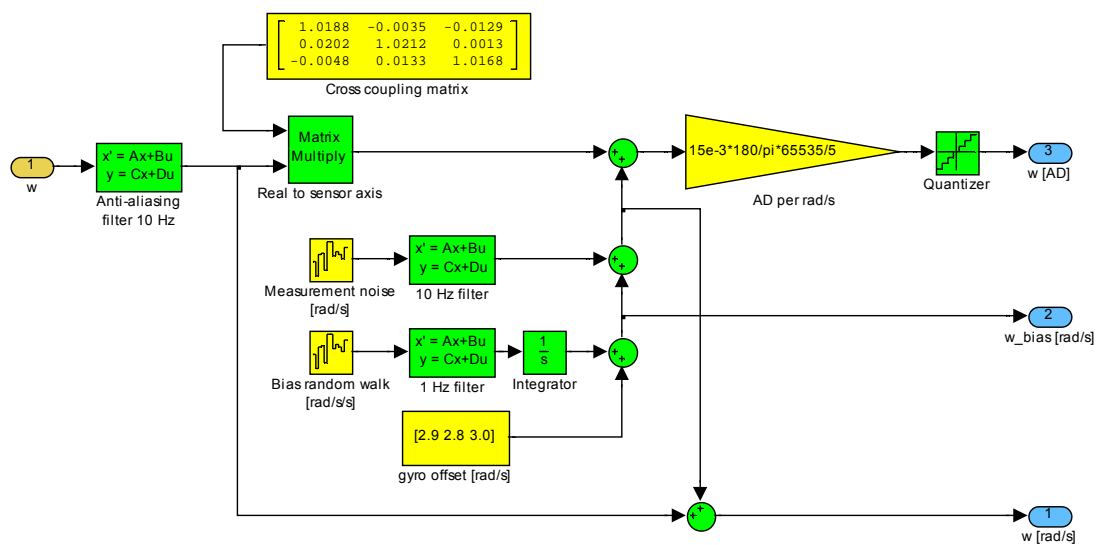 1.0188 -0.0035 -0.0129
0.0202 1.0212 0.0013
-0.0048 0.0133 1.0168
Cross coupling matrix
1
w
x' = Ax+Bu
y = Cx+Du
Anti-aliasing
filter 10 Hz
Matrix
Multiply
Real to sensor axis
+
+
15e-3*180/pi*65535/5
AD per rad/s
Quantizer
3
w [AD]
Measurement noise
[rad/s]
x' = Ax+Bu
y = Cx+Du
10 Hz filter
+
+
2
w_bias [rad/s]
Bias random walk
[rad/s/s]
x' = Ax+Bu
y = Cx+Du
1 Hz filter
1
s
Integrator
+
+
[2.9 2.8 3.0]
gyro offset [rad/s]
+
+
1
w [rad/s]